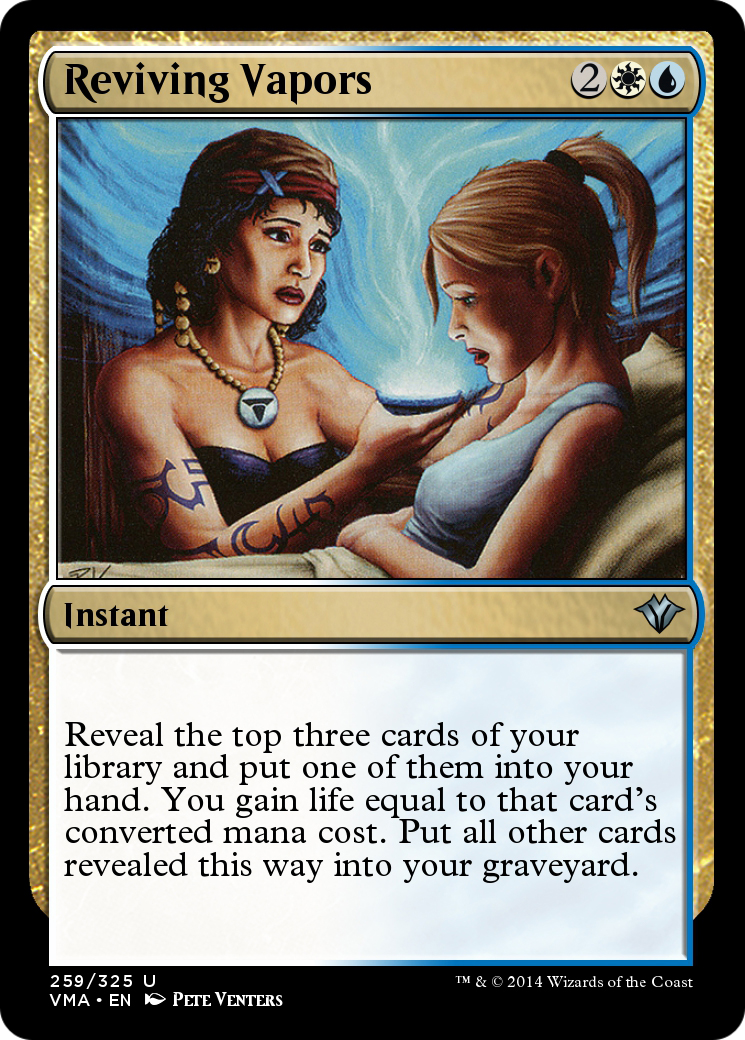 Reviving Vapors 2
Instant
Reveal the top three cards of your
library and put one of them into your
hand. You gain life equal to that card's
converted mana cost. Put all other cards
revealed this way into your graveyard.
259/325 U
VMA • EN Pete Venters
™ & © 2014 Wizards of the Coast